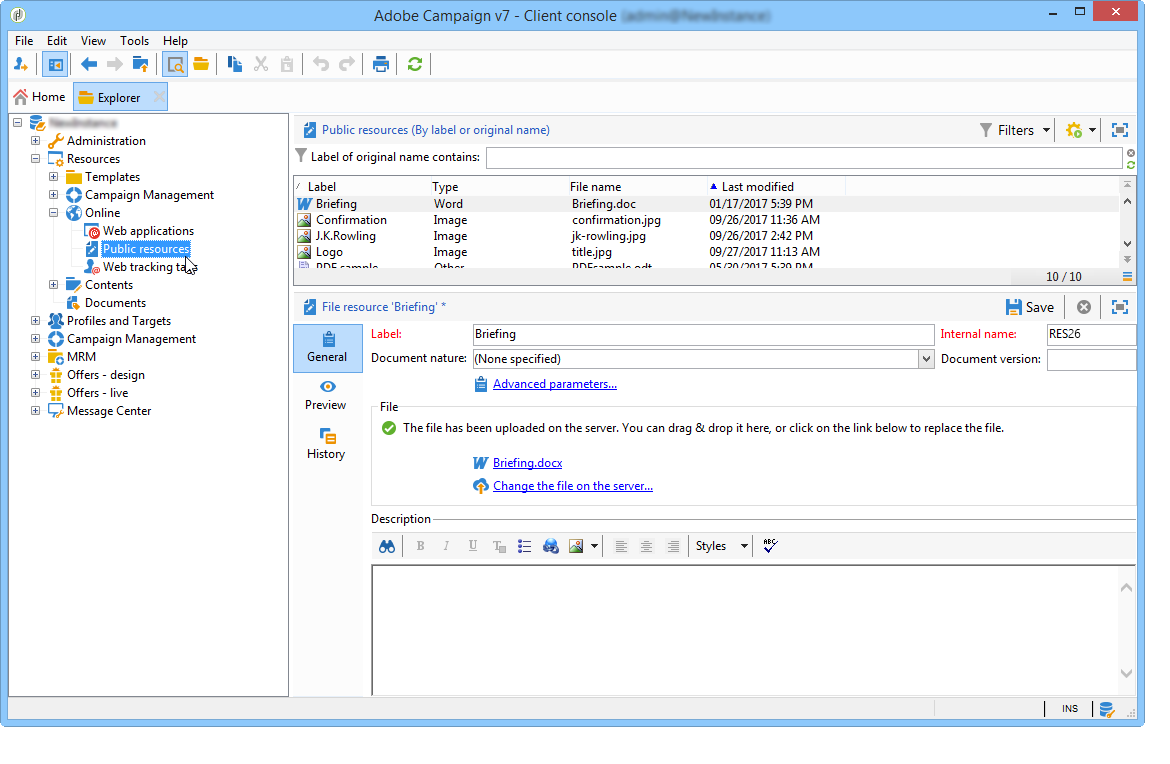 Adobe Campaign v7 - Client console
File Edit View Tools Help
Home Explorer
Administration
Resources
Templates
Campaign Management
Online
Web applications
Public resources
Web tracking
Contents
Documents
Profiles and Targets
Campaign Management
MRM
Offers - design
Offers - live
Message Center
Public resources (By label or original name) Filters
Label of original name contains:
Label Type File name Last modified
Briefing Word Briefing.doc 01/17/2017 5:39 PM
Confirmation Image confirmation.jpg 09/26/2017 11:36 AM
J.K.Rowling Image jk-rowling.jpg 09/26/2017 2:42 PM
Logo Image title.jpg 09/27/2017 11:13 AM
PDF sample Other PDFsample.odt 05/30/2017 5:39 PM
10 / 10
File resource 'Briefing' * Save
General
Preview
History
Label: Briefing Internal name: RES26
Document nature: (None specified) Document version:
Advanced parameters...
File
The file has been uploaded on the server. You can drag & drop it here, or click on the link below to replace the file.
Briefing.docx
Change the file on the server...
Description
B I U T Styles ABC
INS